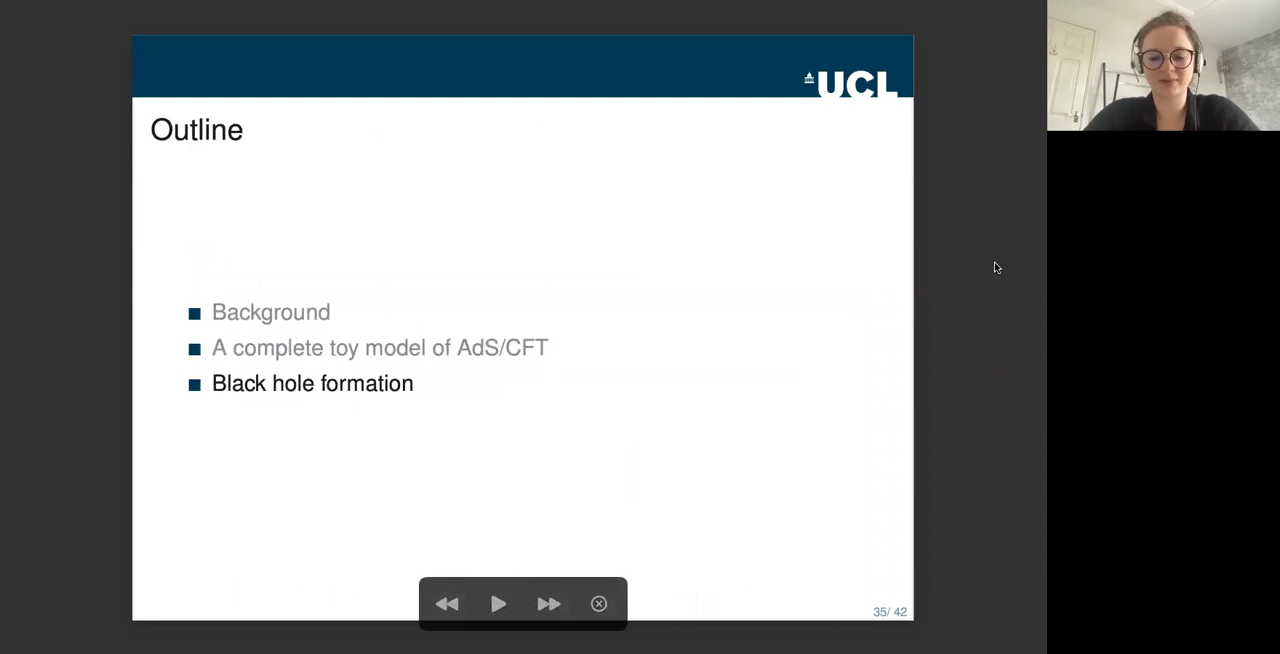 UCL
Outline
Background
A complete toy model of AdS/CFT
Black hole formation
35/ 42